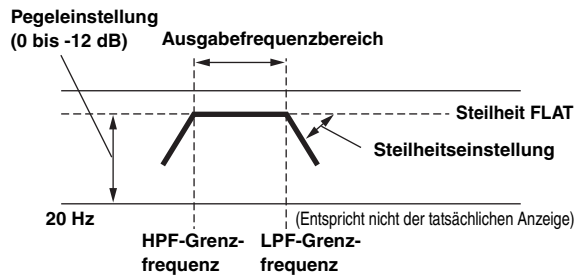 Pegeleinstellung
(0 bis -12 dB)
Ausgabefrequenzbereich
Steilheit FLAT
Steilheitseinstellung
20 Hz
(Entspricht nicht der tatsächlichen Anzeige)
HPF-Grenz-
frequenz
LPF-Grenz-
frequenz